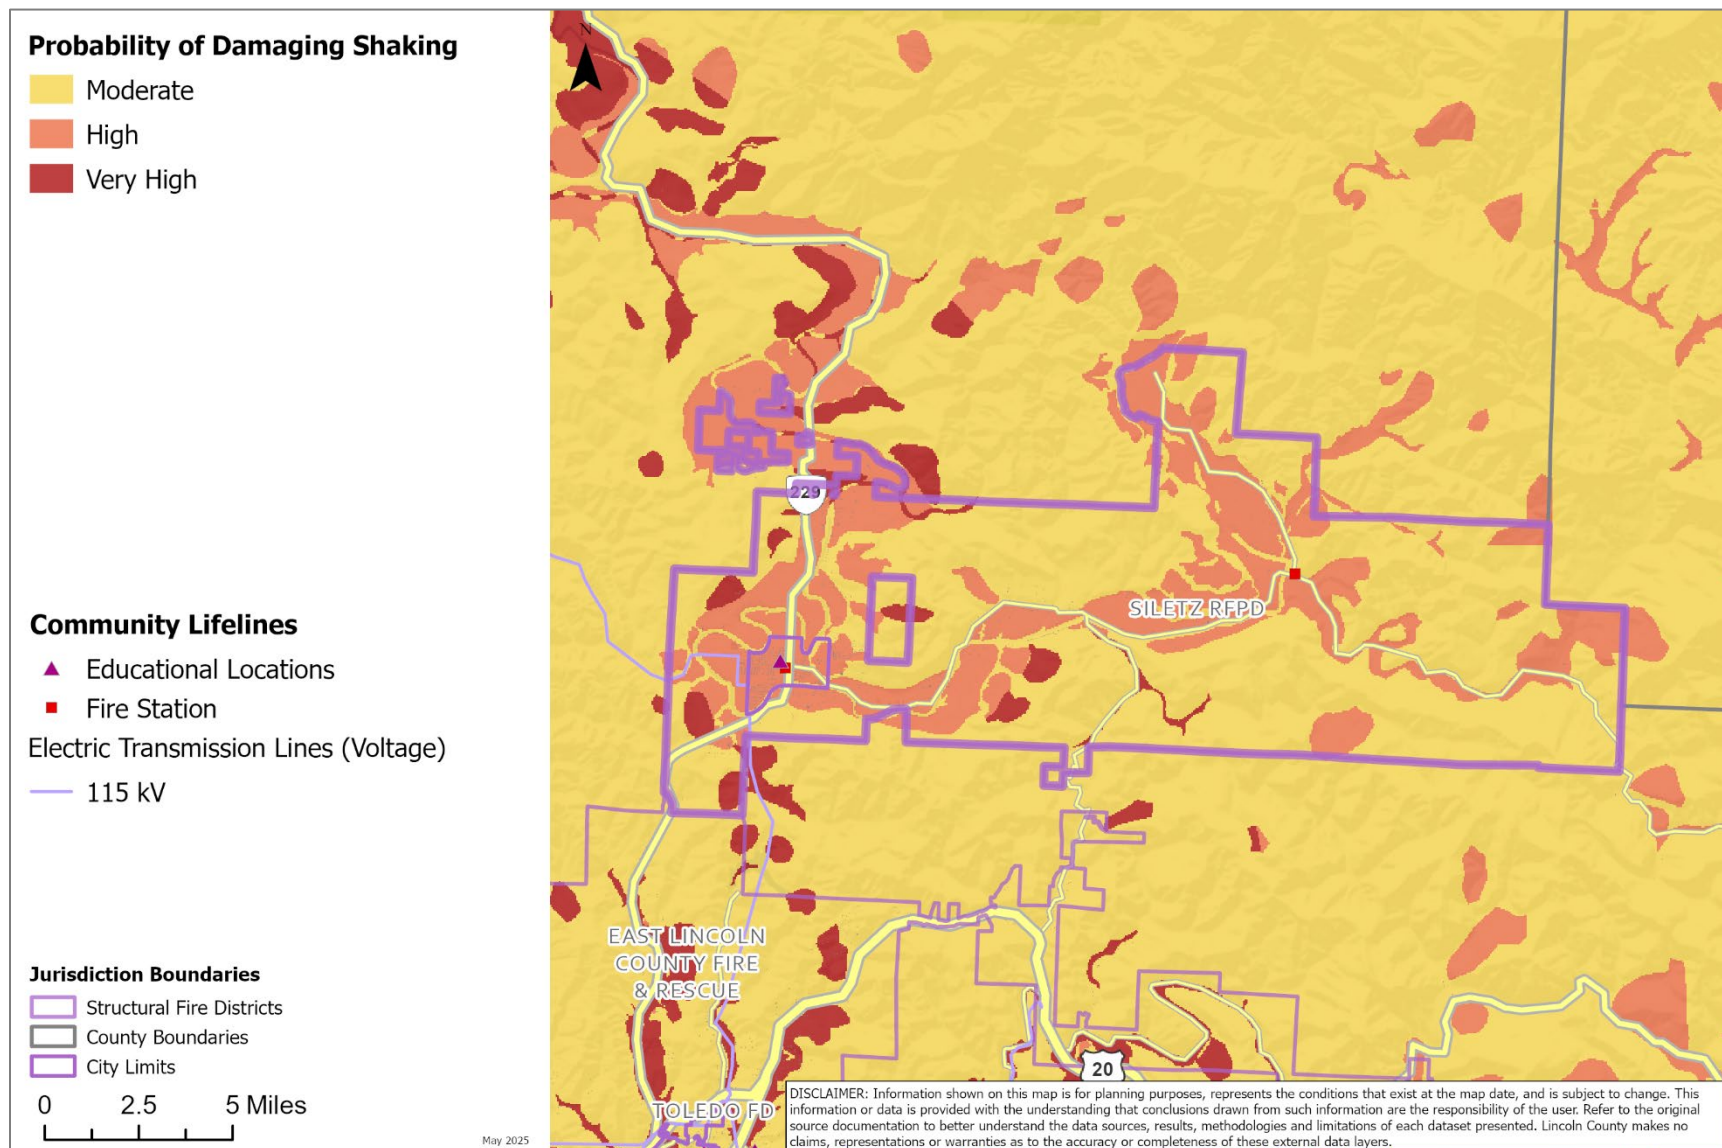 Probability of Damaging Shaking
Moderate
High
Very High
Community Lifelines
Educational Locations
Fire Station
Electric Transmission Lines (Voltage)
115 kV
Jurisdiction Boundaries
Structural Fire Districts
County Boundaries
City Limits
0 2.5 5 Miles
May 2025
N
229
SILETZ RFPD
EAST LINCOLN
COUNTY FIRE
& RESCUE
20
TOLEDO FD
DISCLAIMER: Information shown on this map is for planning purposes, represents the conditions that exist at the map date, and is subject to change. This
information or data is provided with the understanding that conclusions drawn from such information are the responsibility of the user. Refer to the original
source documentation to better understand the data sources, results, methodologies and limitations of each dataset presented. Lincoln County makes no
claims, representations or warranties as to the accuracy or completeness of these external data layers.